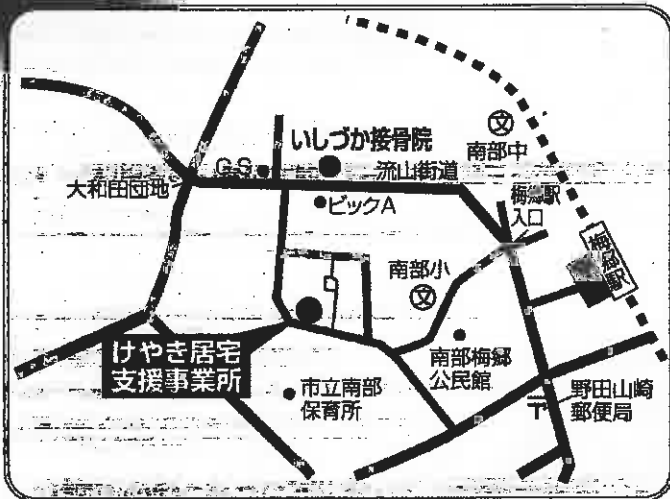 いしづか接骨院
G.S
流山街道
大和田団地
ビックA
文
南部中
梅郷駅
入口
梅郷駅
南部小
文
けやき居宅
支援事業所
市立南部
保育所
南部梅郷
公民館
〒
野田山崎
郵便局